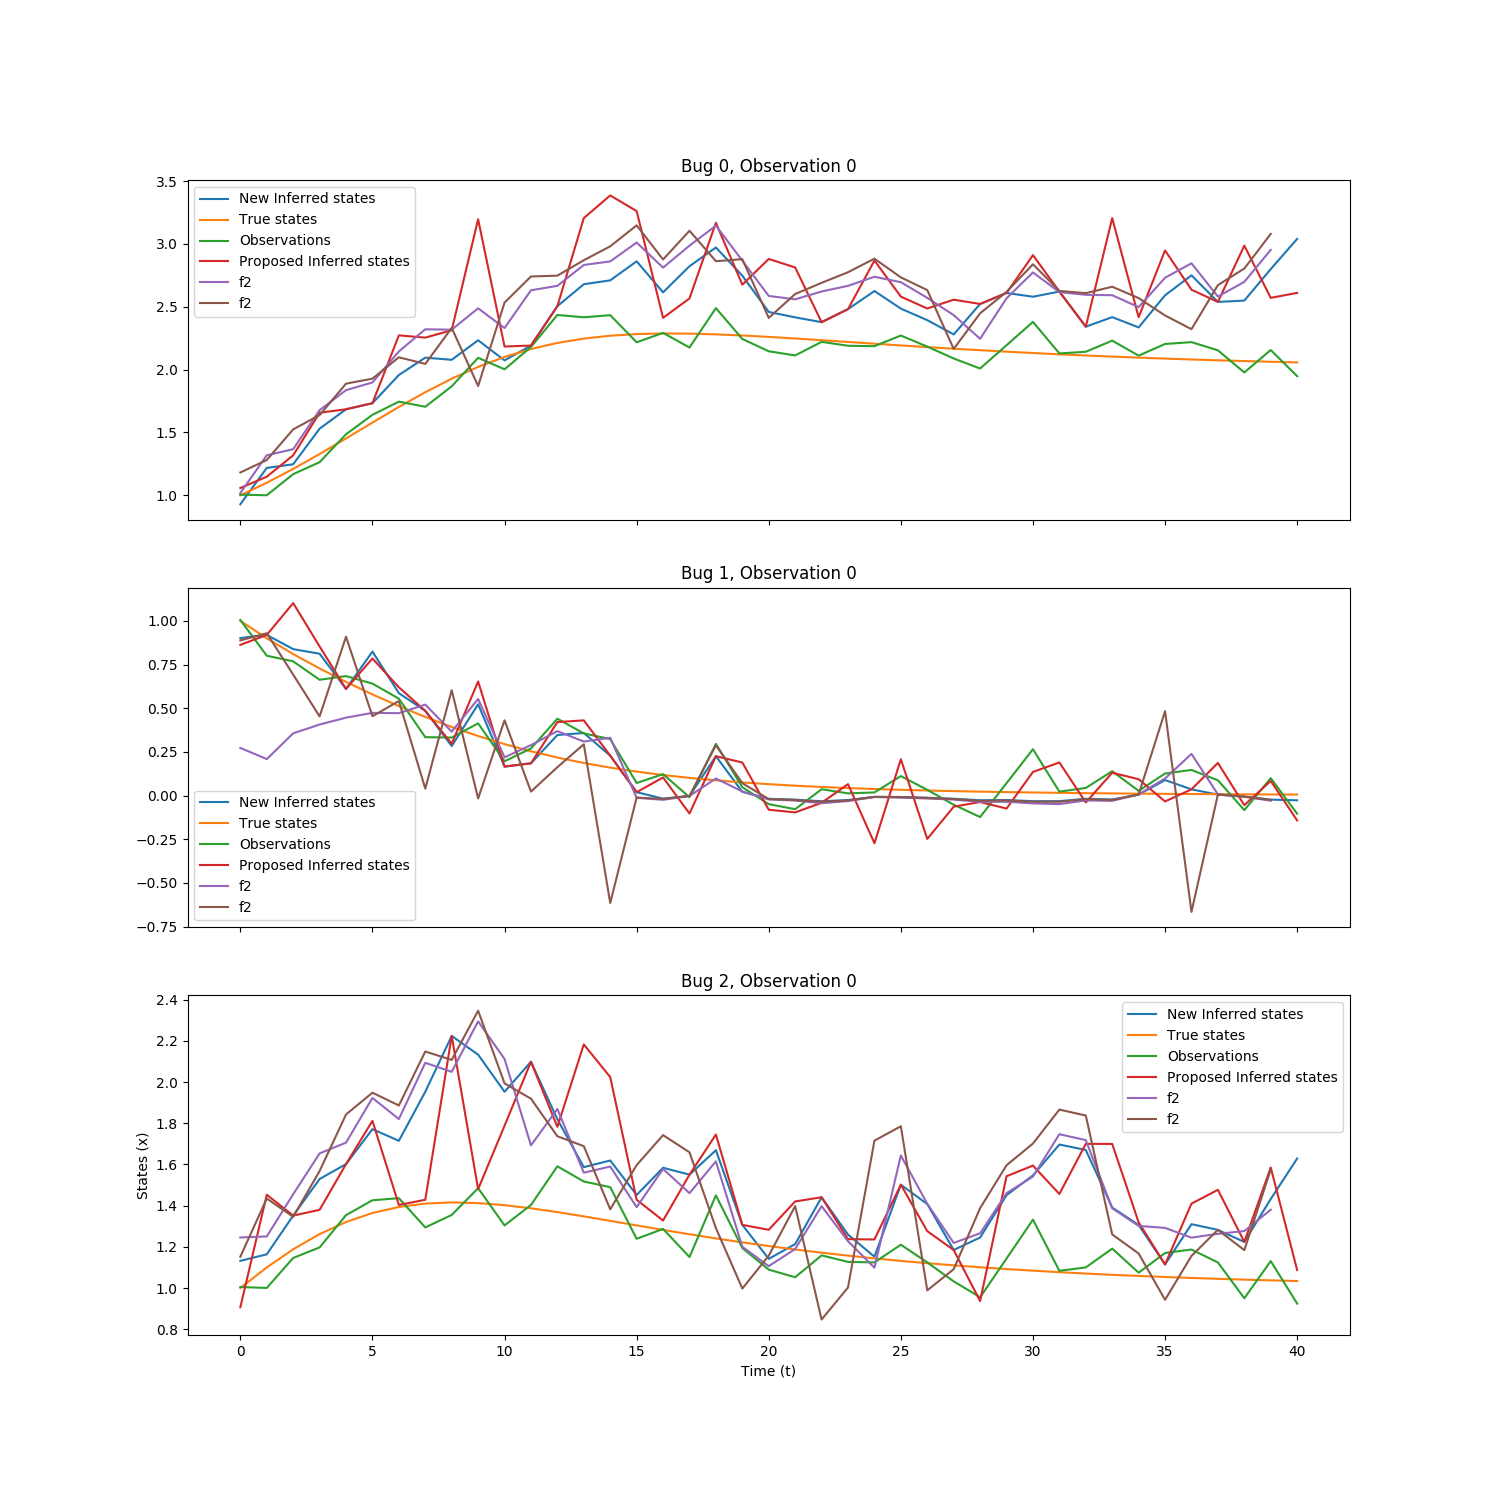 Bug 0, Observation 0
3.5
3.0
2.5
2.0
1.5
1.0
New Inferred states
True states
Observations
Proposed Inferred states
f2
f2
Bug 1, Observation 0
1.00
0.75
0.50
0.25
0.00
−0.25
−0.50
−0.75
New Inferred states
True states
Observations
Proposed Inferred states
f2
f2
Bug 2, Observation 0
States (x)
2.4
2.2
2.0
1.8
1.6
1.4
1.2
1.0
0.8
New Inferred states
True states
Observations
Proposed Inferred states
f2
f2
0 5 10 15 20 25 30 35 40
Time (t)